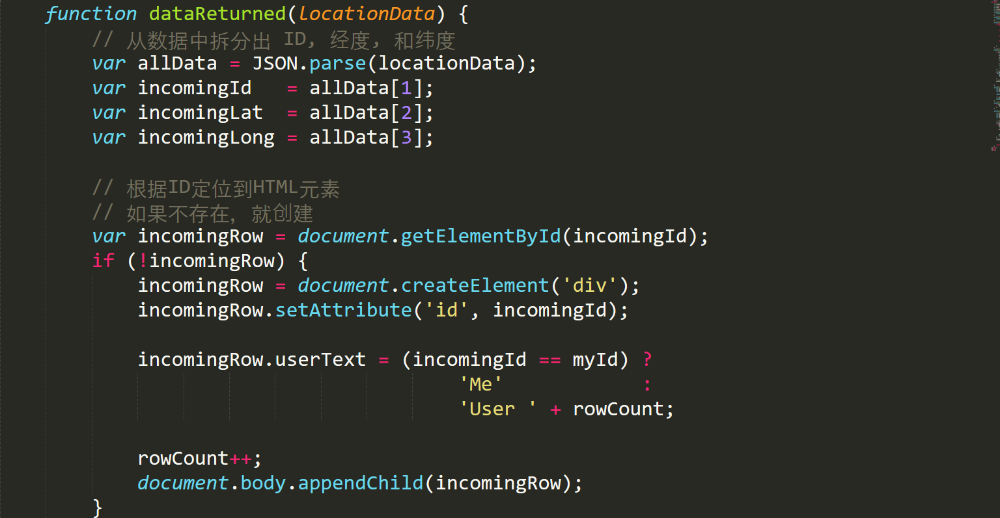 function dataReturned(locationData) {
// 从数据中拆分出 ID, 经度, 和纬度
var allData = JSON.parse(locationData);
var incomingId   = allData[1];
var incomingLat  = allData[2];
var incomingLong = allData[3];
// 根据ID定位到HTML元素
// 如果不存在, 就创建
var incomingRow = document.getElementById(incomingId);
if (!incomingRow) {
incomingRow = document.createElement('div');
incomingRow.setAttribute('id', incomingId);
incomingRow.userText = (incomingId == myId) ?
'Me'            :
'User ' + rowCount;
rowCount++;
document.body.appendChild(incomingRow);
}